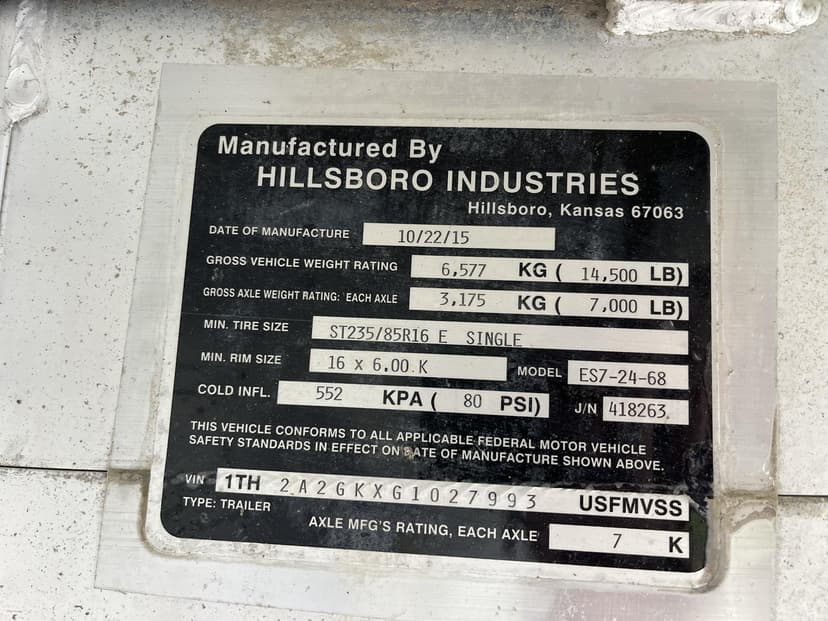 Manufactured By
HILLSBORO INDUSTRIES
Hillsboro, Kansas 67063
DATE OF MANUFACTURE 10/22/15
GROSS VEHICLE WEIGHT RATING 6,577 KG ( 14,500 LB)
GROSS AXLE WEIGHT RATING: EACH AXLE 3,175 KG ( 7,000 LB)
MIN. TIRE SIZE ST235/85R16 E SINGLE
MIN. RIM SIZE 16 x 6.00 K MODEL ES7-24-68
COLD INFL. 552 KPA ( 80 PSI) J/N 418263
THIS VEHICLE CONFORMS TO ALL APPLICABLE FEDERAL MOTOR VEHICLE
SAFETY STANDARDS IN EFFECT ON DATE OF MANUFACTURE SHOWN ABOVE.
VIN 1TH 2A2GKXG1027993 USFMVSS
TYPE: TRAILER
AXLE MFG'S RATING, EACH AXLE 7 K